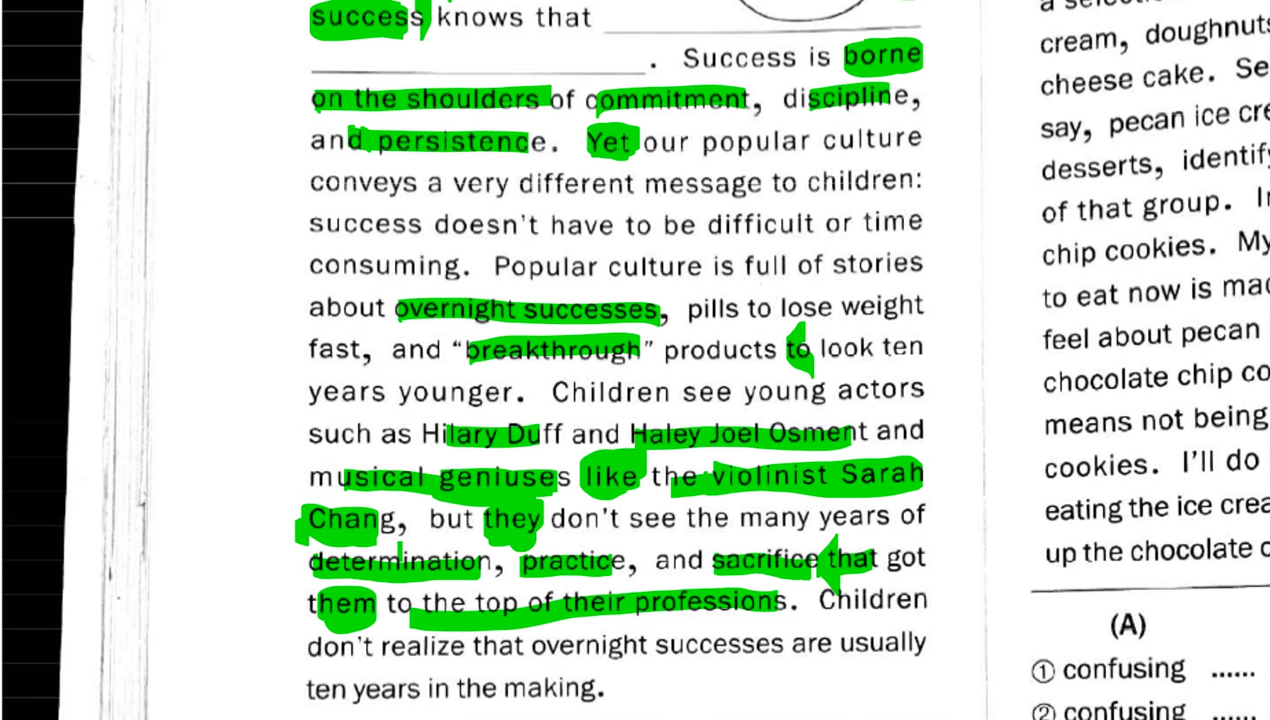 success knows that
. Success is borne
on the shoulders of commitment, discipline,
and persistence. Yet our popular culture
conveys a very different message to children:
success doesn't have to be difficult or time
consuming. Popular culture is full of stories
about overnight successes, pills to lose weight
fast, and “breakthrough” products to look ten
years younger. Children see young actors
such as Hilary Duff and Haley Joel Osment and
musical geniuses like the violinist Sarah
Chang, but they don't see the many years of
determination, practice, and sacrifice that got
them to the top of their professions. Children
don't realize that overnight successes are usually
ten years in the making.
cream, doughnuts
cheese cake. Se
say, pecan ice cre
desserts, identify
of that group. In
chip cookies. My
to eat now is mad
feel about pecan
chocolate chip co
means not being
cookies. I'll do
eating the ice crea
up the chocolate c
(A)
① confusing ......
② confusing ......